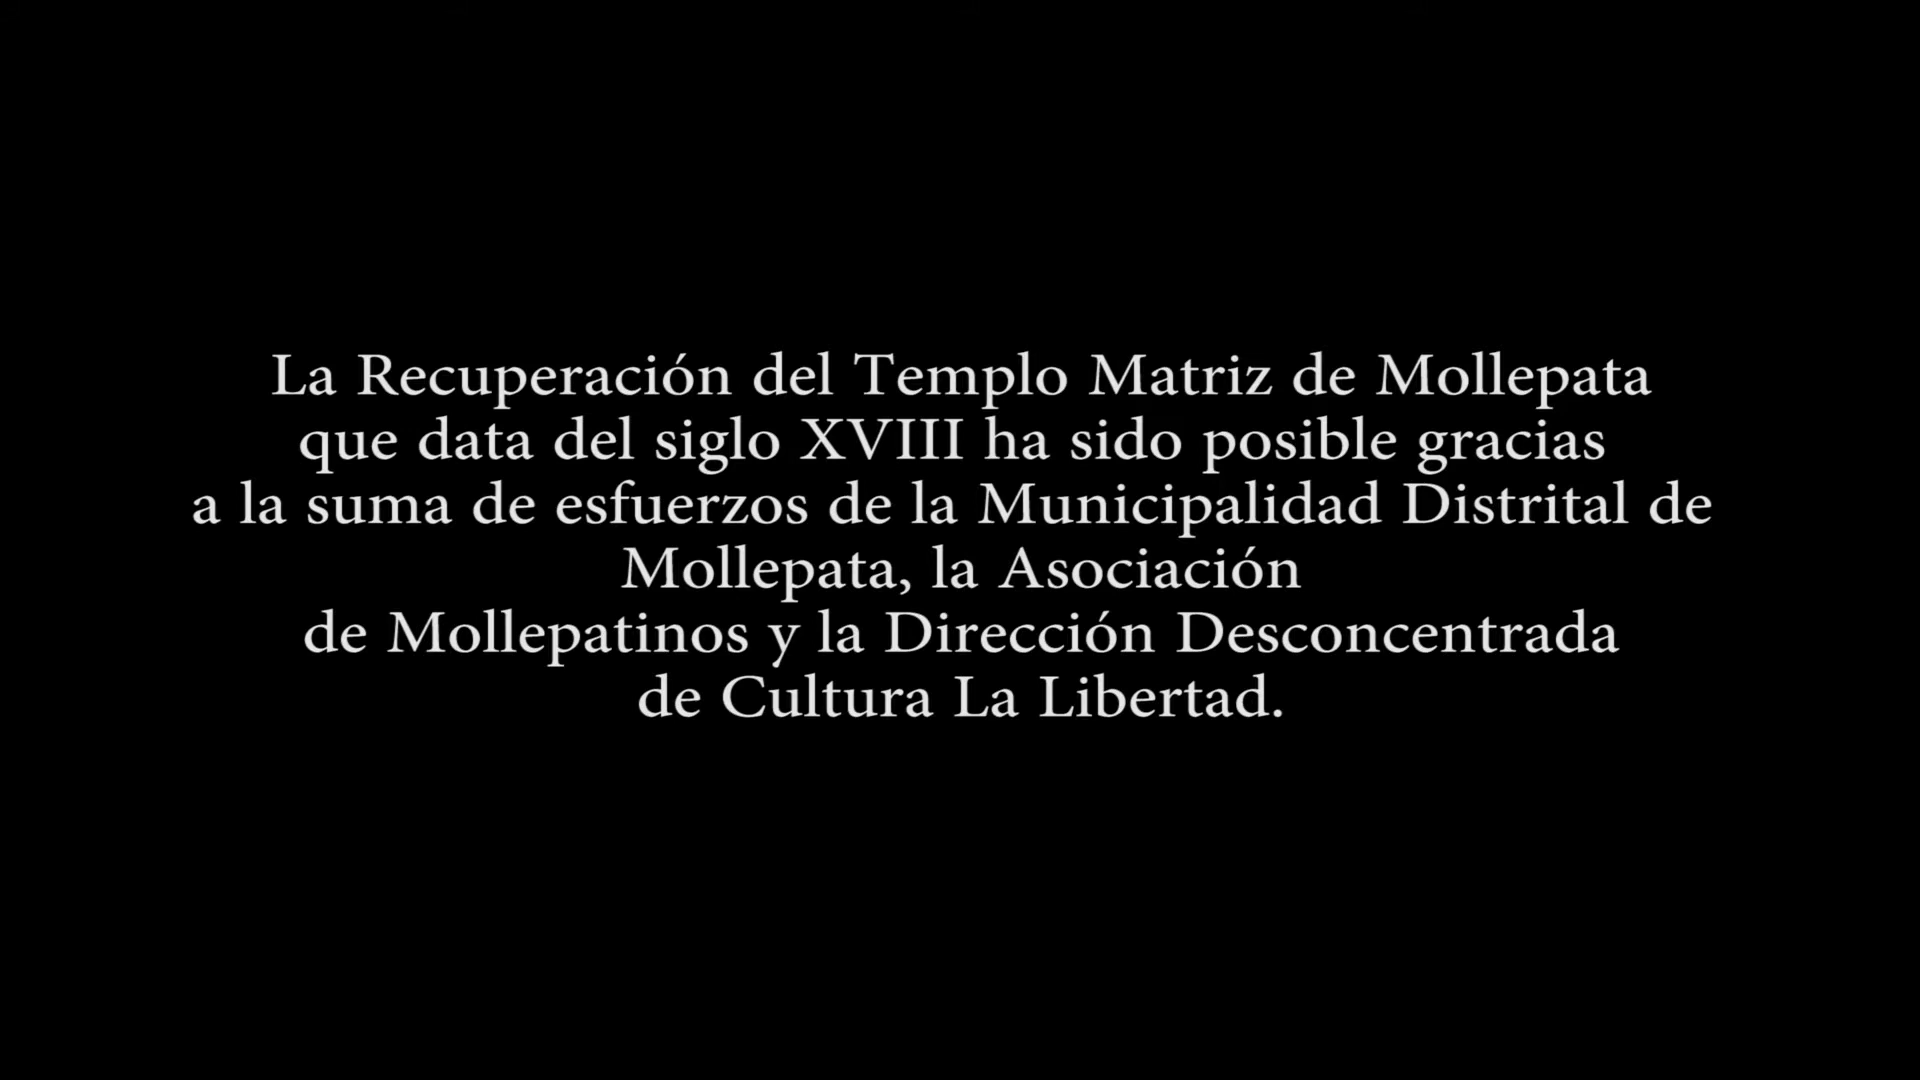 La Recuperación del Templo Matriz de Mollepata
que data del siglo XVIII ha sido posible gracias
a la suma de esfuerzos de la Municipalidad Distrital de
Mollepata, la Asociación
de Mollepatinos y la Dirección Desconcentrada
de Cultura La Libertad.